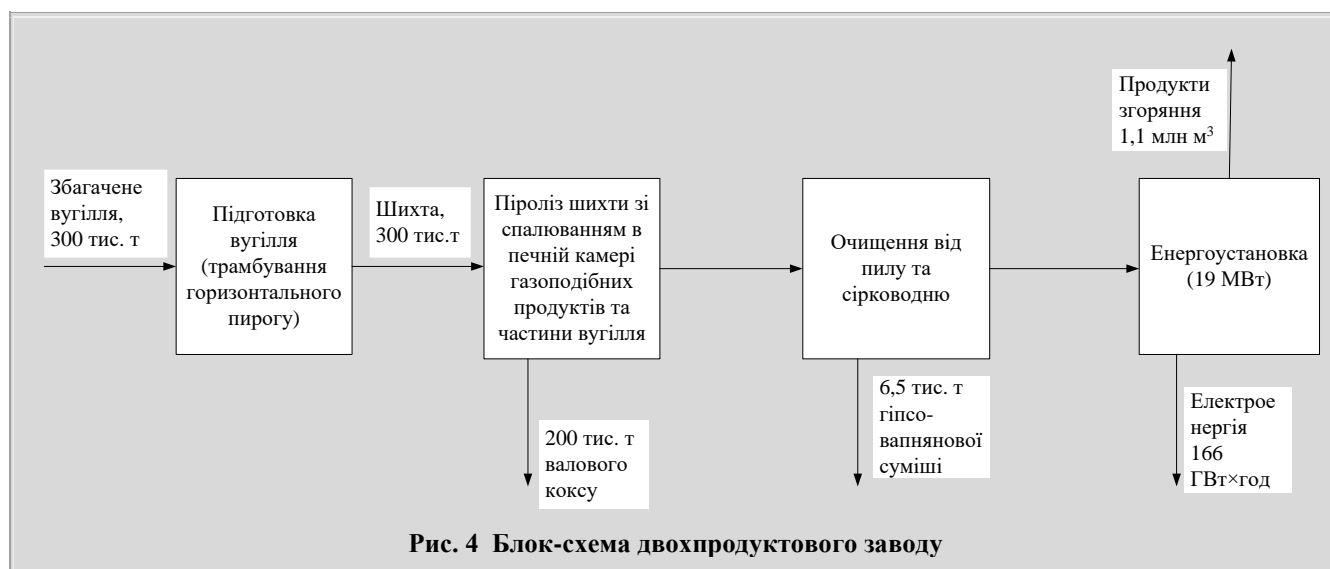 Збагачене
вугілля,
300 тис. т
Підготовка
вугілля
(трамбування
горизонтального
пирогу)
Шихта,
300 тис.т
Піроліз шихти зі
спалюванням в
печній камері
газоподібних
продуктів та
частини вугілля
200 тис. т
валового
коксу
Очищення від
пилу та
сірководню
6,5 тис. т
гіпсо-
вапнянової
суміші
Продукти
згоряння
1,1 млн м³
Енергоустановка
(19 МВт)
Електрое
нергія
166
ГВт×год
Рис. 4 Блок-схема двохпродуктового заводу